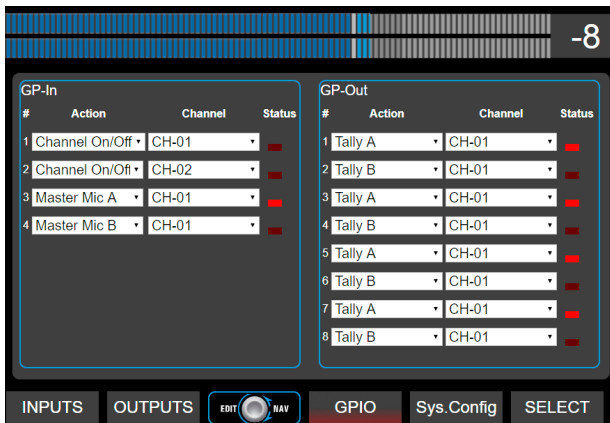 -8
GP-In
# Action Channel Status
1 Channel On/Off CH-01
2 Channel On/Off CH-02
3 Master Mic A CH-01
4 Master Mic B CH-01
GP-Out
# Action Channel Status
1 Tally A CH-01
2 Tally B CH-01
3 Tally A CH-01
4 Tally B CH-01
5 Tally A CH-01
6 Tally B CH-01
7 Tally A CH-01
8 Tally B CH-01
INPUTS OUTPUTS EDIT NAV GPIO Sys.Config SELECT